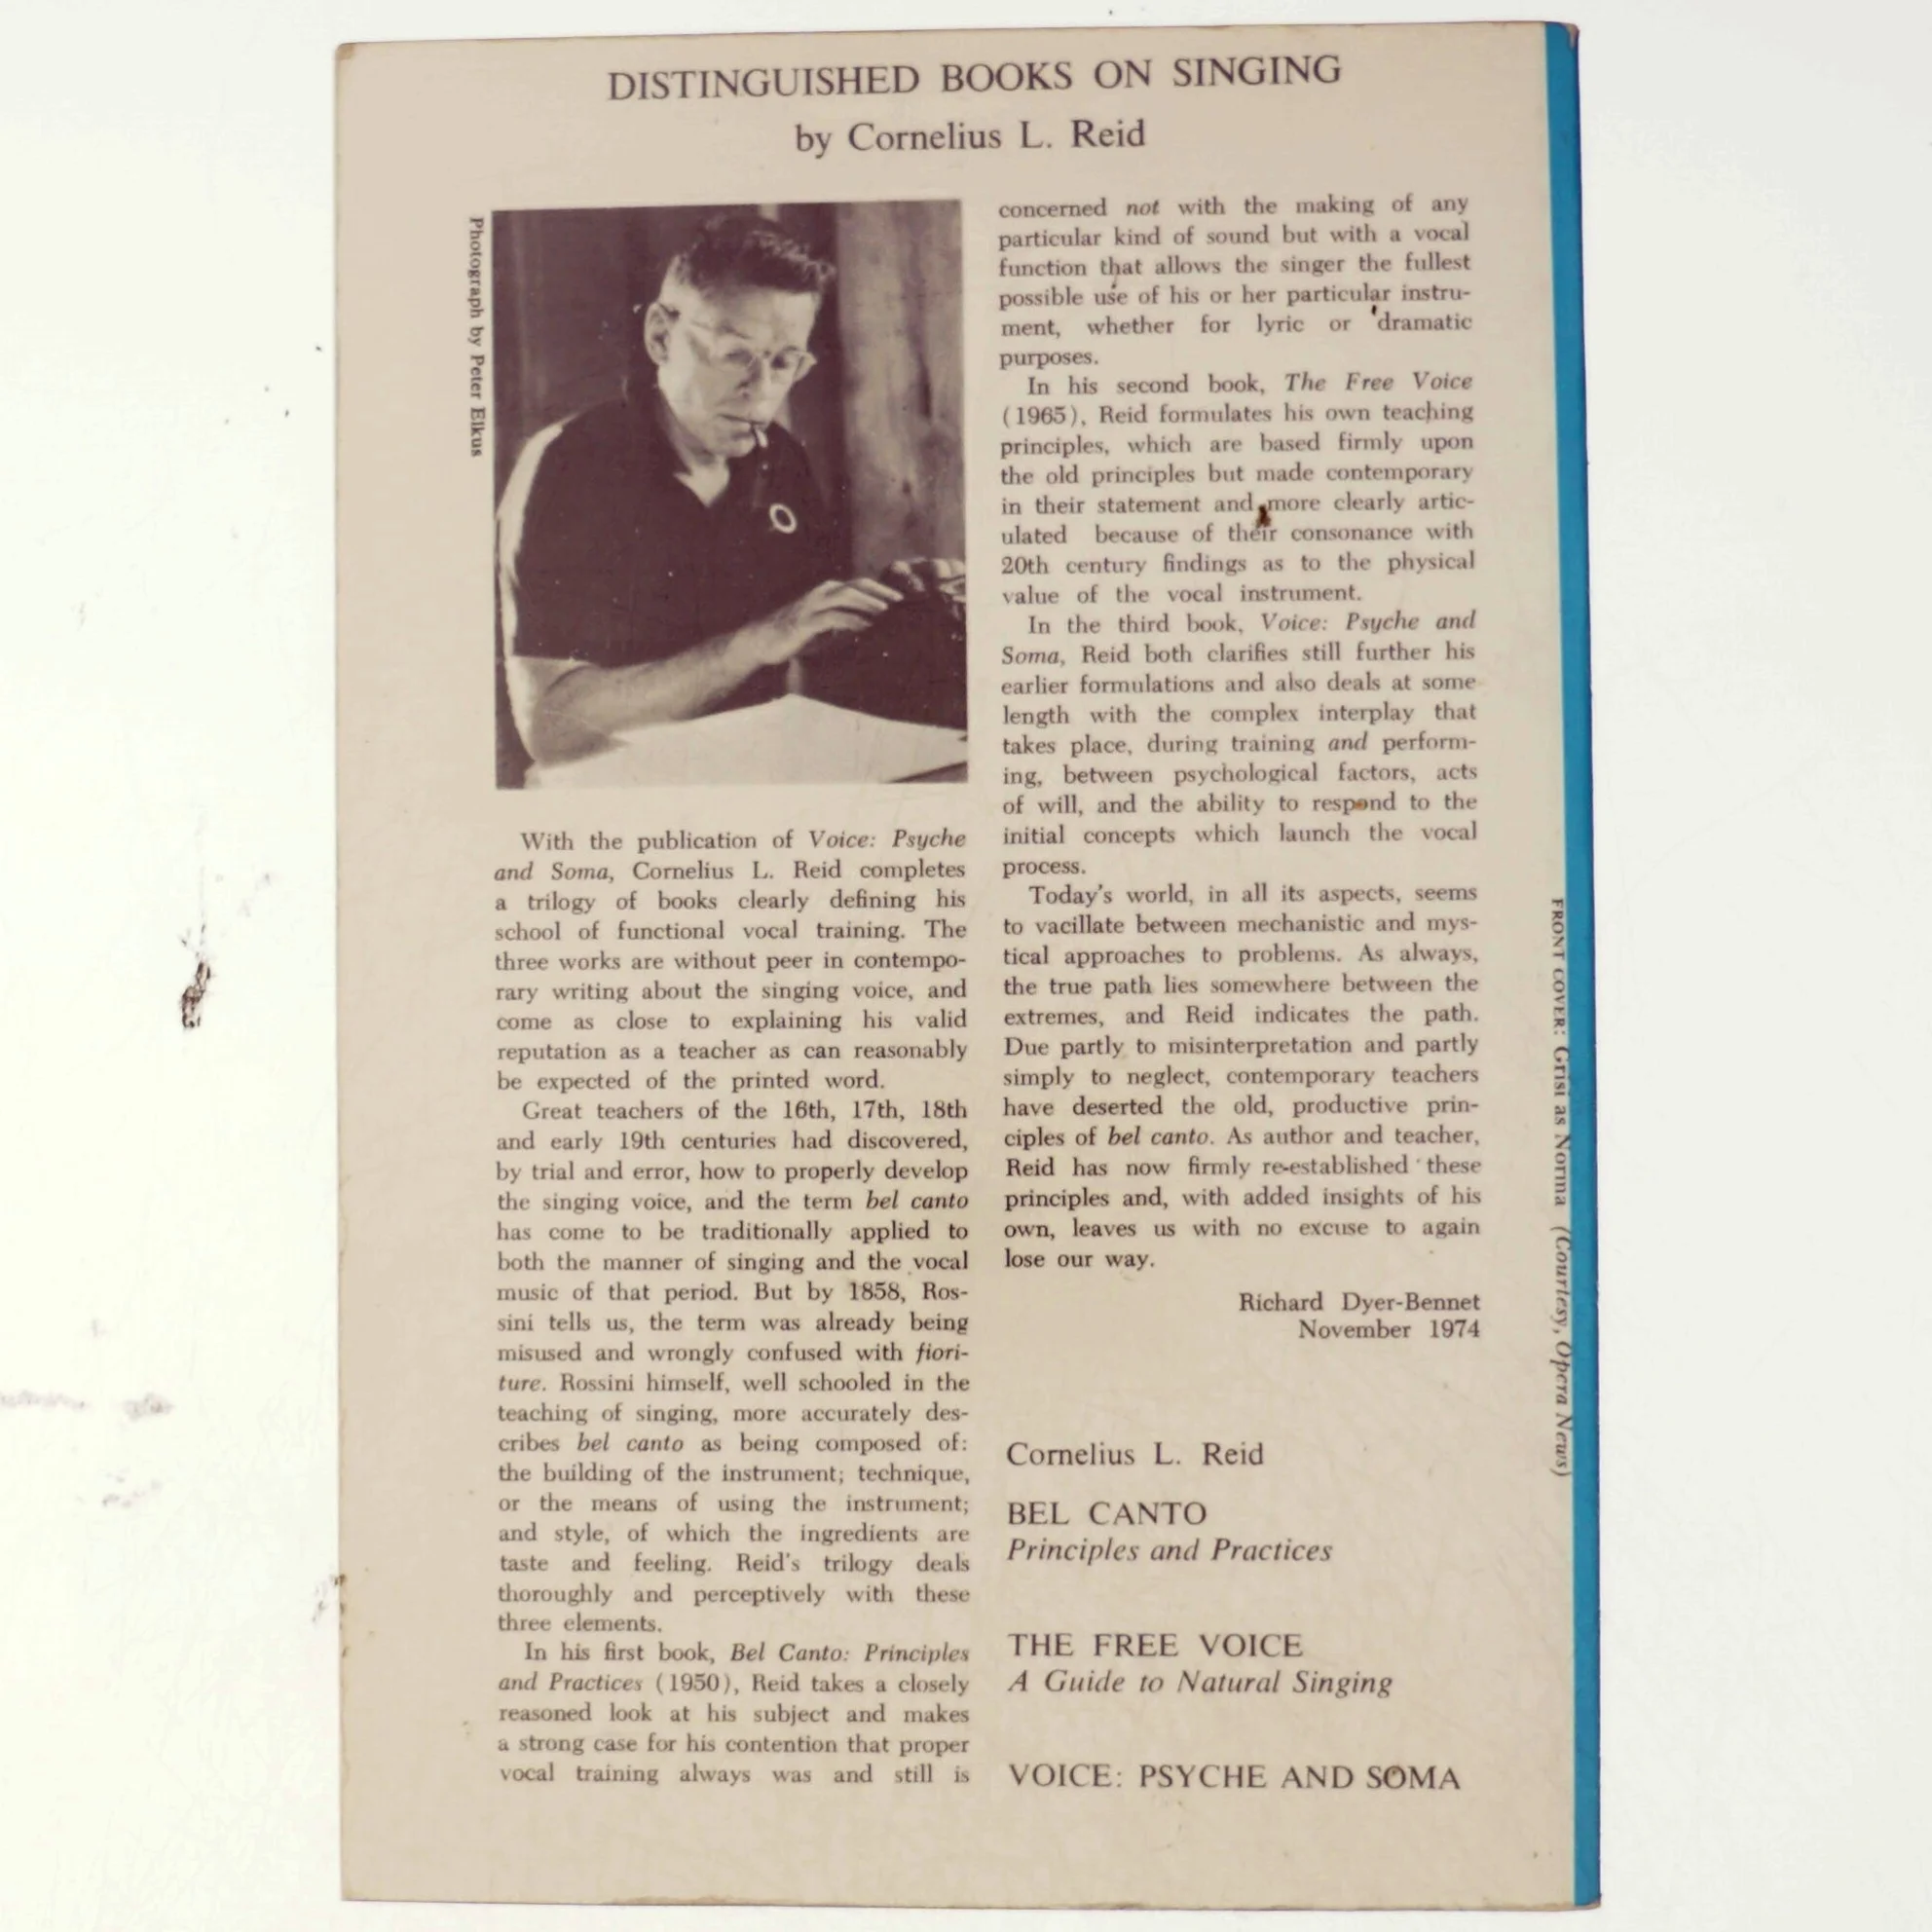 DISTINGUISHED BOOKS ON SINGING
by Cornelius L. Reid
Photograph by Peter Elkus
With the publication of Voice: Psyche
and Soma, Cornelius L. Reid completes
a trilogy of books clearly defining his
school of functional vocal training. The
three works are without peer in contempo-
rary writing about the singing voice, and
come as close to explaining his valid
reputation as a teacher as can reasonably
be expected of the printed word.
Great teachers of the 16th, 17th, 18th
and early 19th centuries had discovered,
by trial and error, how to properly develop
the singing voice, and the term bel canto
has come to be traditionally applied to
both the manner of singing and the vocal
music of that period. But by 1858, Ros-
sini tells us, the term was already being
misused and wrongly confused with fiori-
ture. Rossini himself, well schooled in the
teaching of singing, more accurately des-
cribes bel canto as being composed of:
the building of the instrument; technique,
or the means of using the instrument;
and style, of which the ingredients are
taste and feeling. Reid's trilogy deals
thoroughly and perceptively with these
three elements.
In his first book, Bel Canto: Principles
and Practices (1950), Reid takes a closely
reasoned look at his subject and makes
a strong case for his contention that proper
vocal training always was and still is
concerned not with the making of any
particular kind of sound but with a vocal
function that allows the singer the fullest
possible use of his or her particular instru-
ment, whether for lyric or dramatic
purposes.
In his second book, The Free Voice
(1965), Reid formulates his own teaching
principles, which are based firmly upon
the old principles but made contemporary
in their statement and more clearly artic-
ulated because of their consonance with
20th century findings as to the physical
value of the vocal instrument.
In the third book, Voice: Psyche and
Soma, Reid both clarifies still further his
earlier formulations and also deals at some
length with the complex interplay that
takes place, during training and perform-
ing, between psychological factors, acts
of will, and the ability to respond to the
initial concepts which launch the vocal
process.
Today's world, in all its aspects, seems
to vacillate between mechanistic and mys-
tical approaches to problems. As always,
the true path lies somewhere between the
extremes, and Reid indicates the path.
Due partly to misinterpretation and partly
simply to neglect, contemporary teachers
have deserted the old, productive prin-
ciples of bel canto. As author and teacher,
Reid has now firmly re-established these
principles and, with added insights of his
own, leaves us with no excuse to again
lose our way.
Richard Dyer-Bennet
November 1974
Cornelius L. Reid
BEL CANTO
Principles and Practices
THE FREE VOICE
A Guide to Natural Singing
VOICE: PSYCHE AND SOMA
FRONT COVER: Grisi as Norma (Courtesy, Opera News)